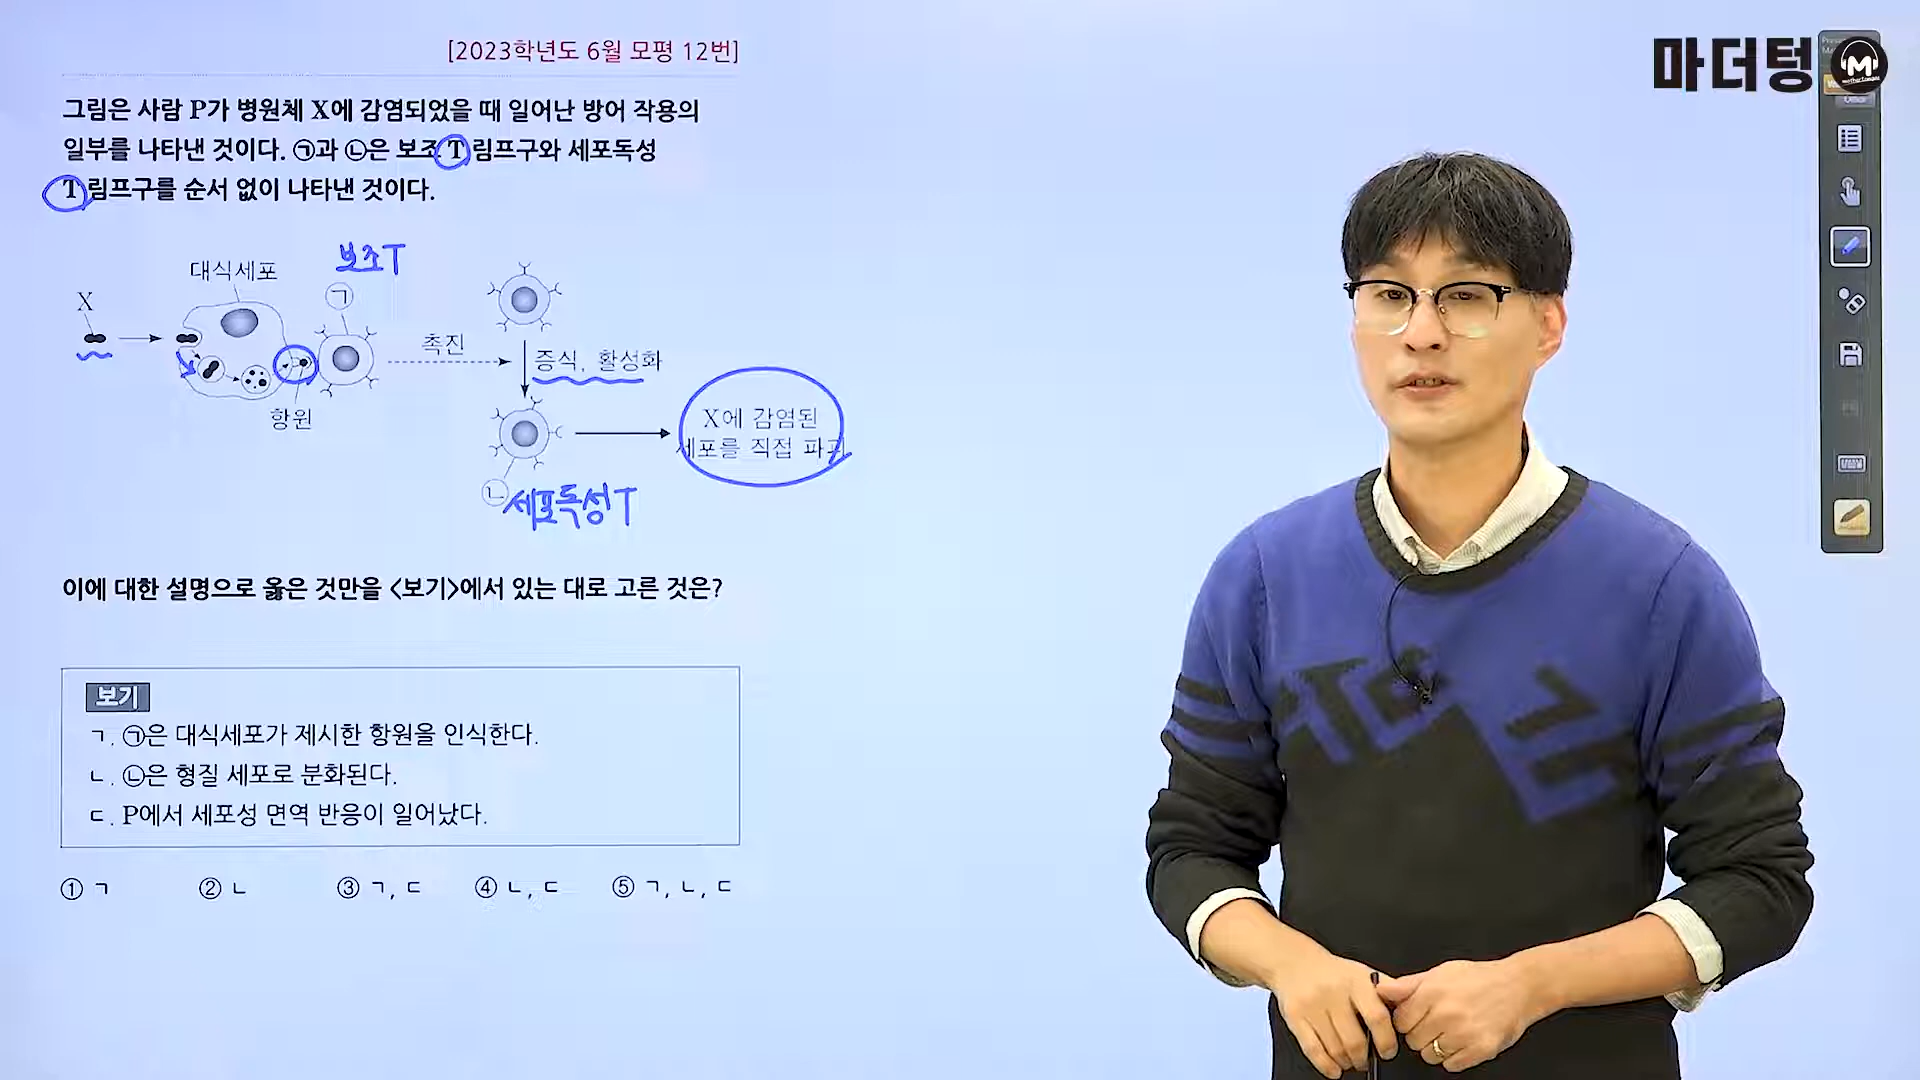 [2023학년도 6월 모평 12번]
마더텅
그림은 사람 P가 병원체 X에 감염되었을 때 일어난 방어 작용의
일부를 나타낸 것이다. ㉠과 ㉡은 보조 T 림프구와 세포독성
T 림프구를 순서 없이 나타낸 것이다.
보조T
대식세포
㉠
X
촉진
증식, 활성화
항원
X에 감염된
세포를 직접 파괴
㉡ 세포독성T
이에 대한 설명으로 옳은 것만을 <보기>에서 있는 대로 고른 것은?
보기
ㄱ. ㉠은 대식세포가 제시한 항원을 인식한다.
ㄴ. ㉡은 형질 세포로 분화된다.
ㄷ. P에서 세포성 면역 반응이 일어났다.
① ㄱ ② ㄴ ③ ㄱ, ㄷ ④ ㄴ, ㄷ ⑤ ㄱ, ㄴ, ㄷ